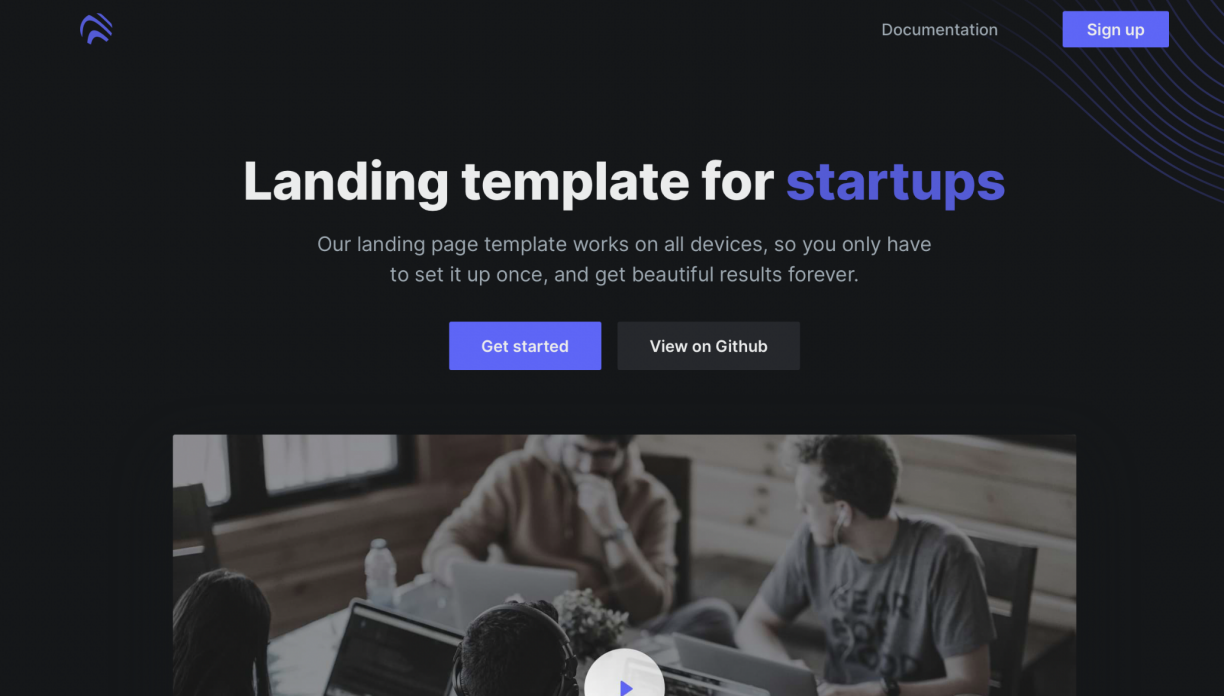 Documentation
Sign up
Landing template for startups
Our landing page template works on all devices, so you only have
to set it up once, and get beautiful results forever.
Get started
View on Github